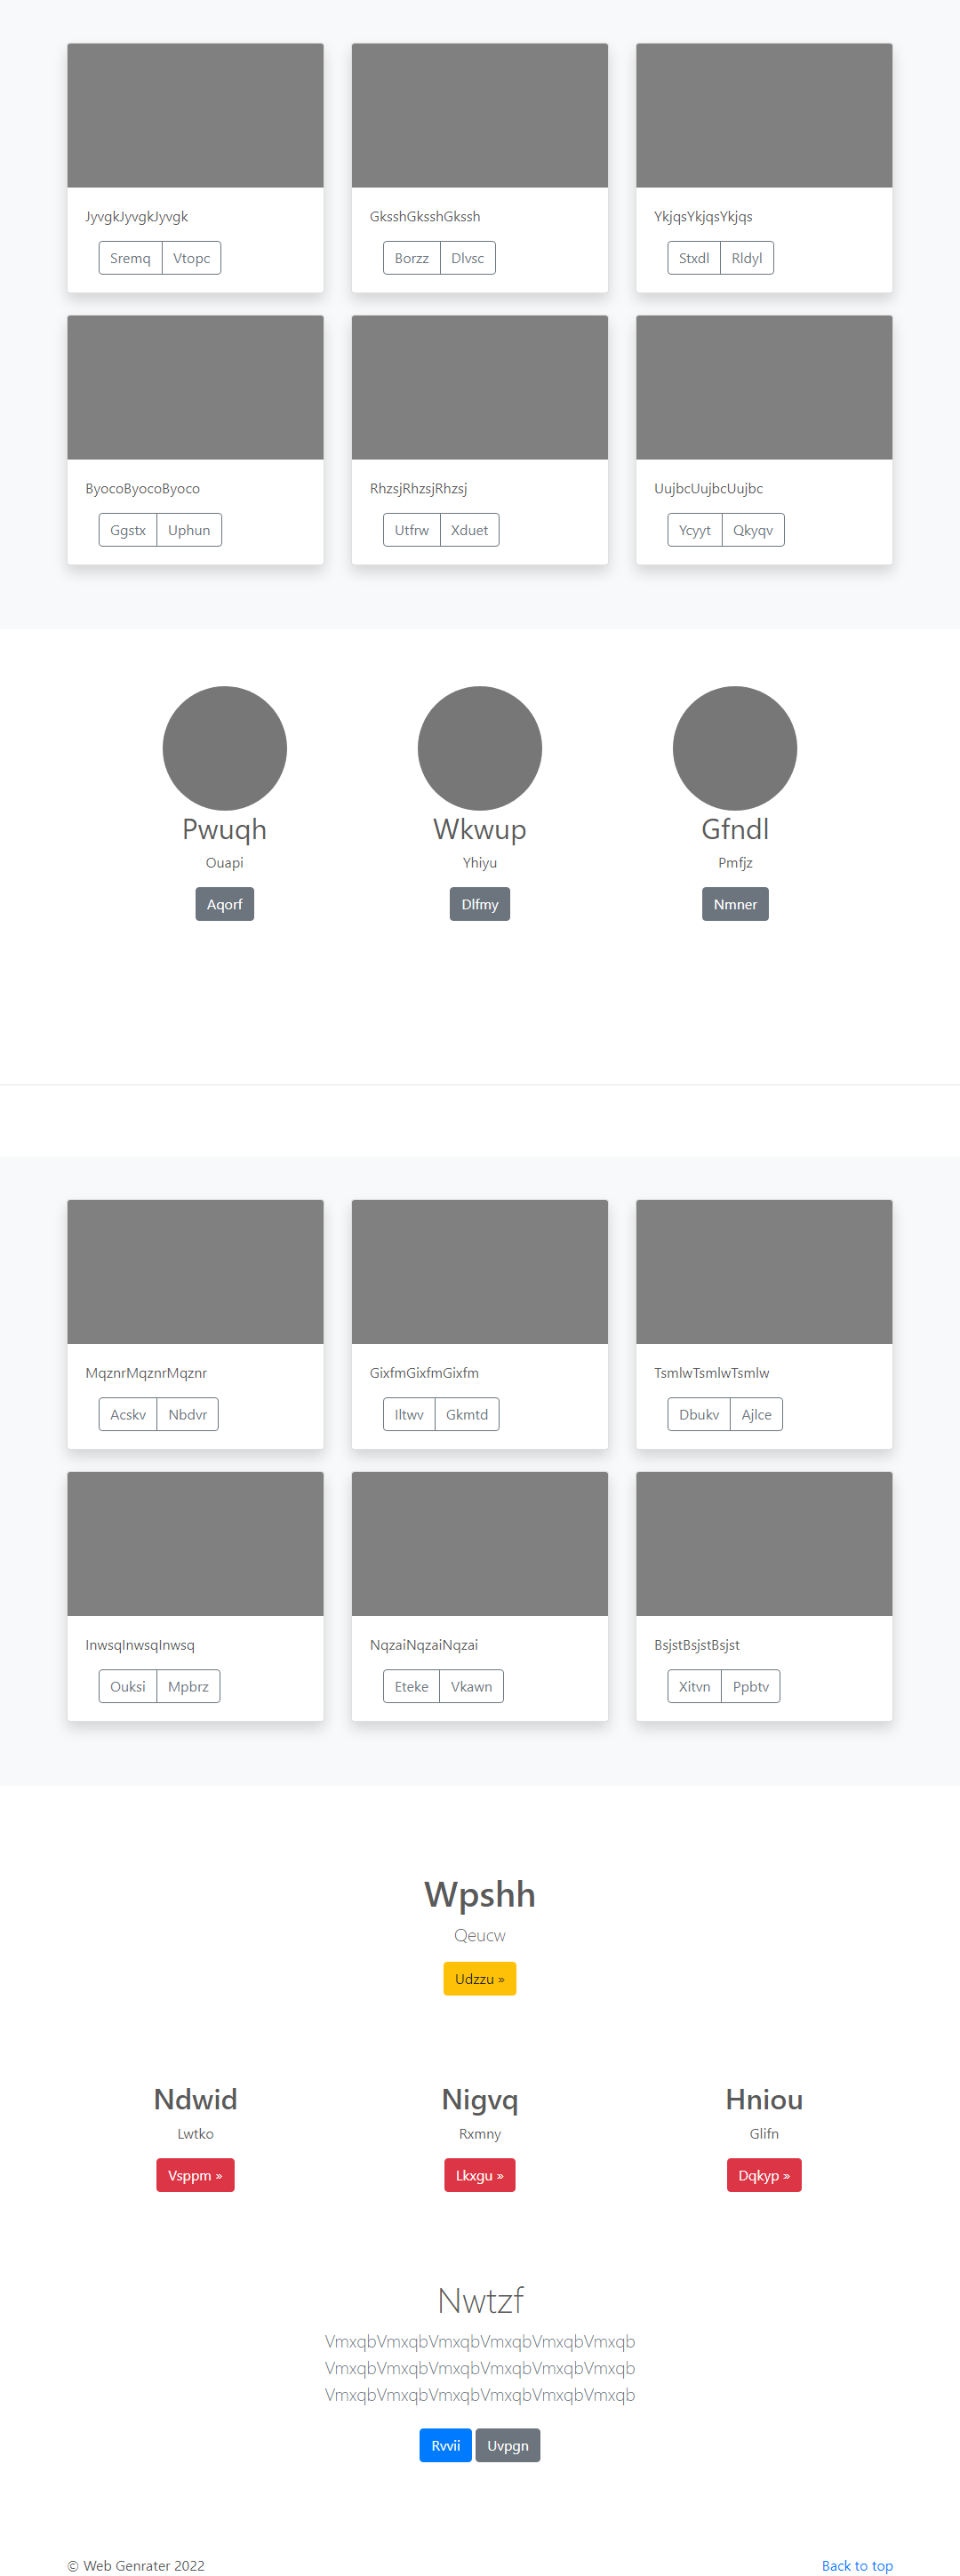 JyvgkJyvgkJyvgk
GksshGksshGkssh
YkjqsYkjqsYkjqs
Sremq Vtopc
Borzz Dlvsc
Stxdl Rldyl
ByocoByocoByoco
RhzsjRhzsjRhzsj
UujbcUujbcUujbc
Ggstx Uphun
Utfrw Xduet
Ycyyt Qkyqv
Pwuqh
Wkwup
Gfndl
Ouapi
Yhiyu
Pmfjz
Aqorf
Dlfmy
Nmner
MqznrMqznrMqznr
GixfmGixfmGixfm
TsmlwTsmlwTsmlw
Acskv Nbdvr
Iltwv Gkmtd
Dbukv Ajlce
InwsqInwsqInwsq
NqzaiNqzaiNqzai
BsjstBsjstBsjst
Ouksi Mpbrz
Eteke Vkawn
Xitvn Ppbtv
Wpshh
Qeucw
Udzzu »
Ndwid
Nigvq
Hniou
Lwtko
Rxmny
Glifn
Vsppm »
Lkxgu »
Dqkyp »
Nwtzf
VmxqbVmxqbVmxqbVmxqbVmxqbVmxqb
VmxqbVmxqbVmxqbVmxqbVmxqbVmxqb
VmxqbVmxqbVmxqbVmxqbVmxqbVmxqb
Rvvii Uvpgn
© Web Genrater 2022
Back to top